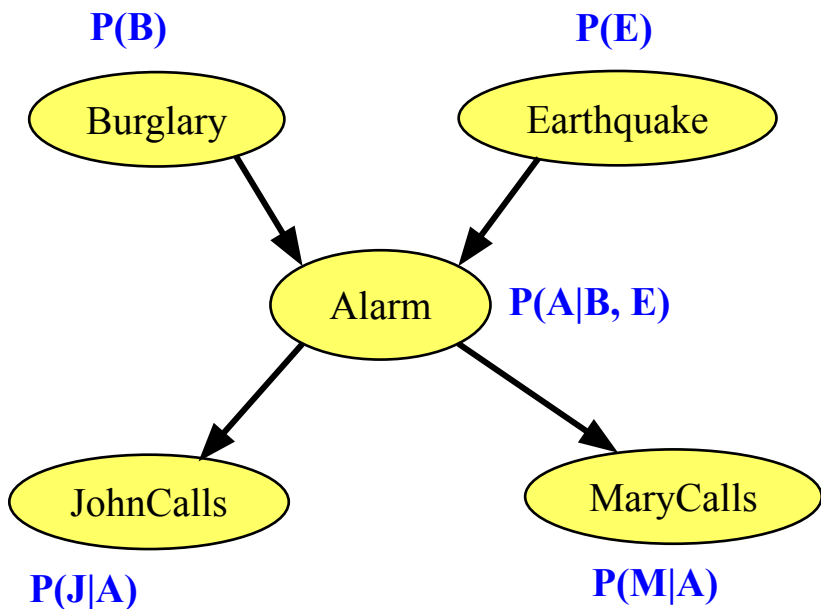 P(B)
P(E)
Burglary
Earthquake
Alarm
P(A|B, E)
JohnCalls
MaryCalls
P(J|A)
P(M|A)